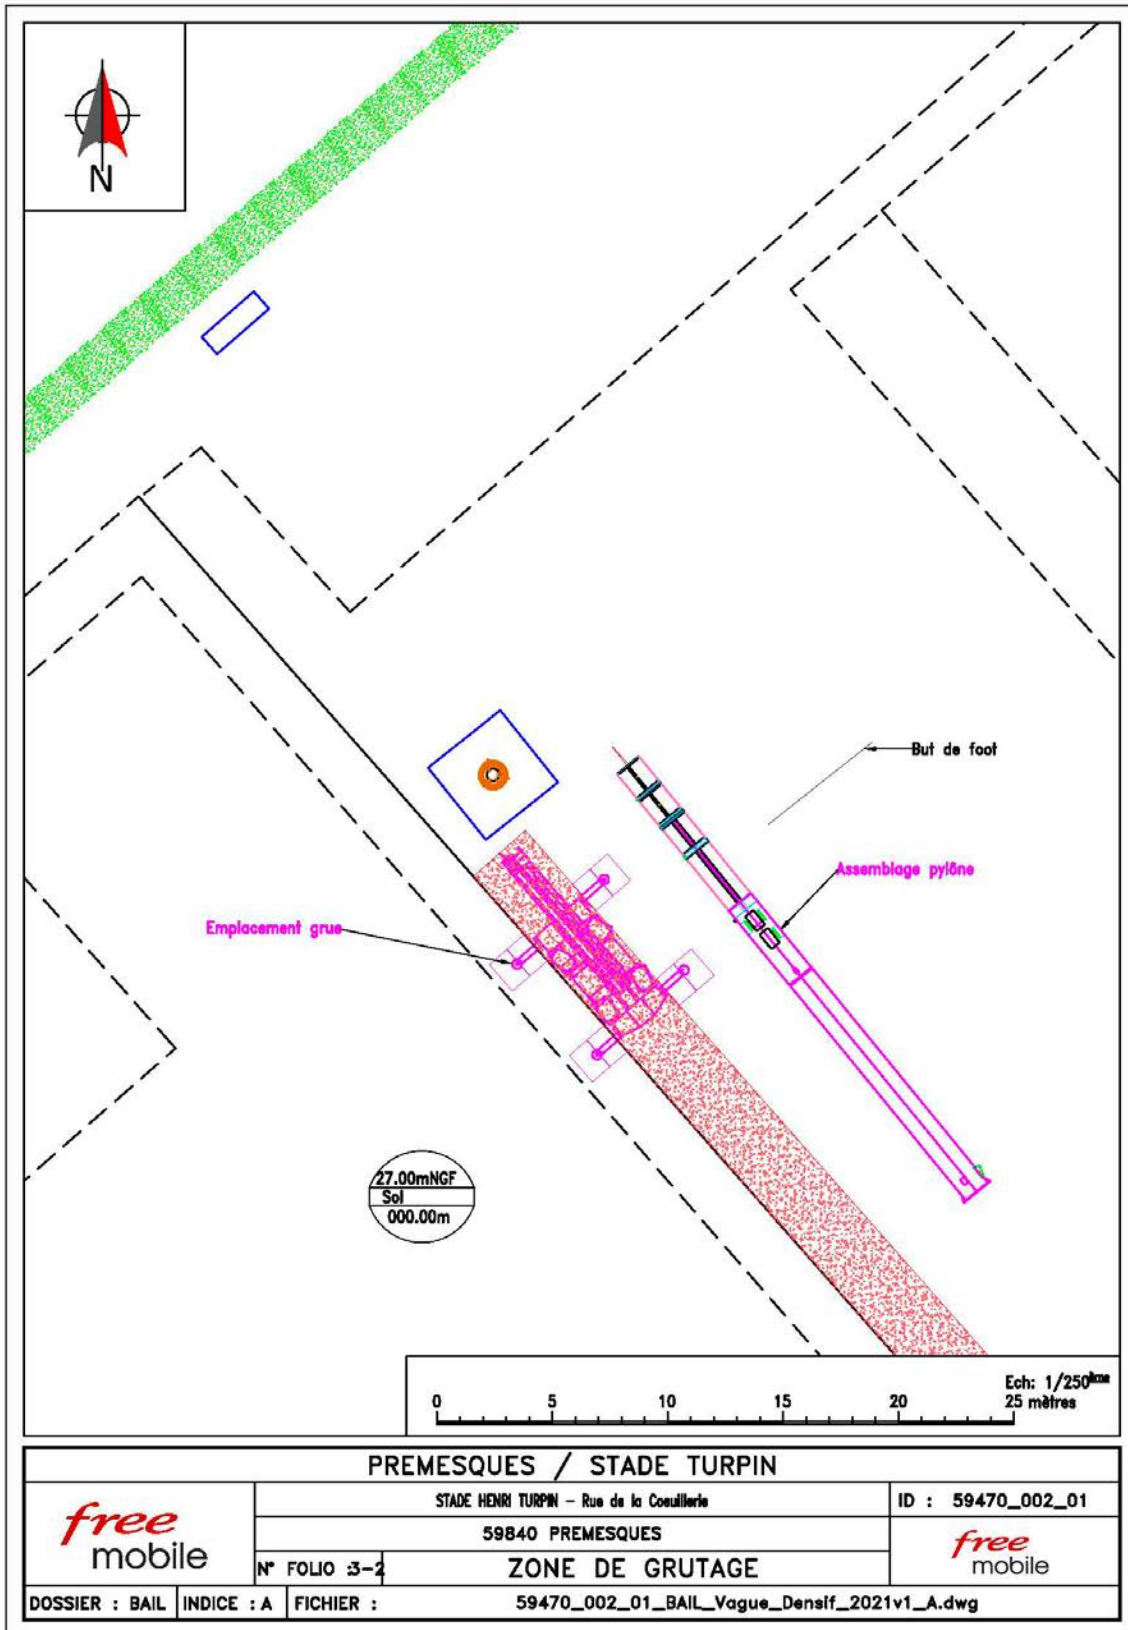 N
But de foot
Assemblage pylône
Emplacement grue
27.00mNGF
Sol
000.00m
Ech: 1/250ème
0 5 10 15 20 25 mètres
PREMESQUES / STADE TURPIN
STADE HENRI TURPIN - Rue de la Coeuillerie
ID : 59470_002_01
free
mobile
59840 PREMESQUES
free
mobile
N° FOLIO :3-2
ZONE DE GRUTAGE
DOSSIER : BAIL
INDICE : A
FICHIER :
59470_002_01_BAIL_Vague_Densif_2021v1_A.dwg